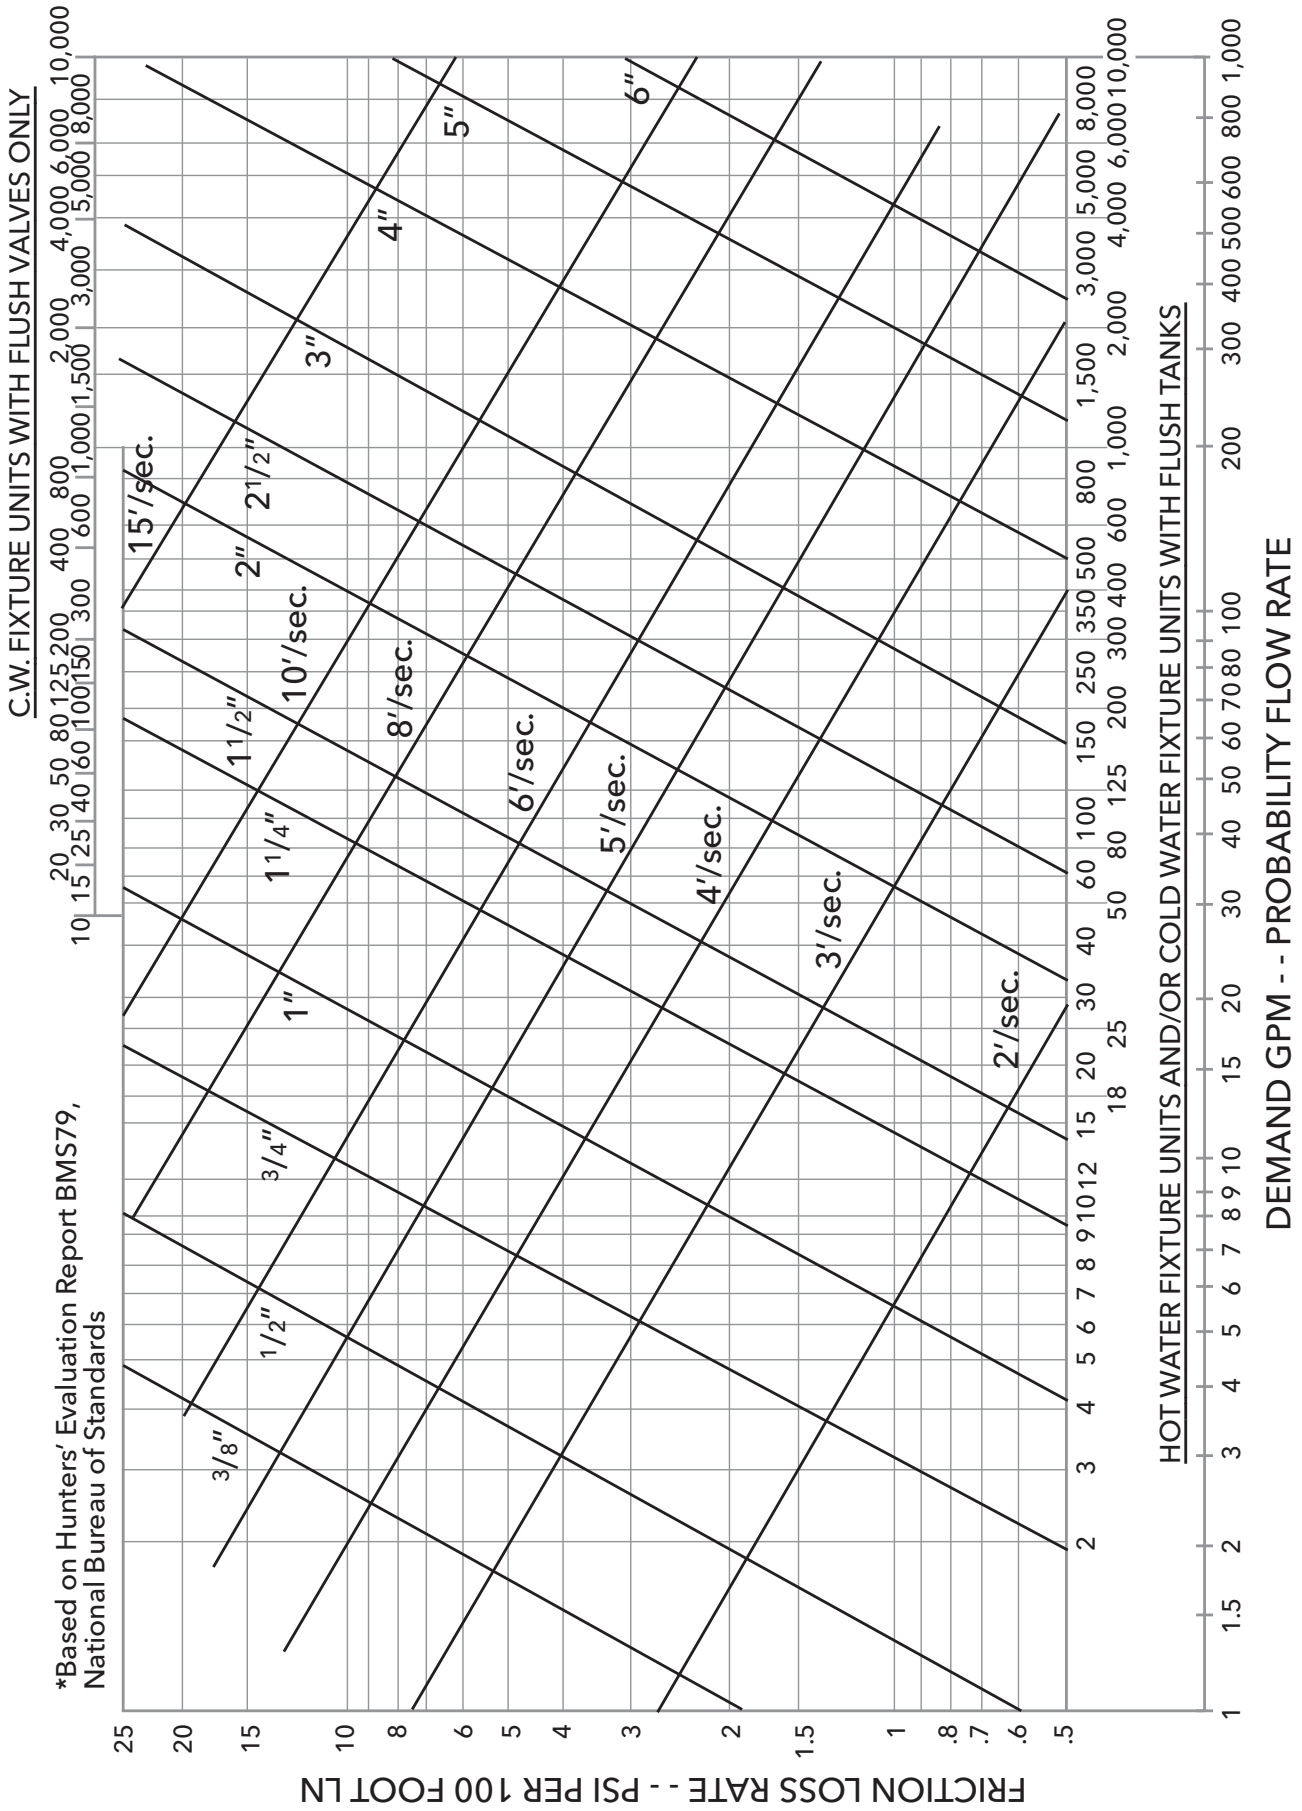 C.W. FIXTURE UNITS WITH FLUSH VALVES ONLY
10 15 20 25 30 40 50 60 80 100 125 150 200 300 400 600 800 1,000 1,500 2,000 3,000 4,000 5,000 6,000 8,000 10,000
*Based on Hunters' Evaluation Report BMS79,
National Bureau of Standards
3/8"
1/2"
3/4"
1"
1 1/4"
1 1/2"
2"
2 1/2"
3"
4"
5"
6"
15'/sec.
10'/sec.
8'/sec.
6'/sec.
5'/sec.
4'/sec.
3'/sec.
2'/sec.
FRICTION LOSS RATE -- PSI PER 100 FOOT LN
25
20
15
10
8
6
5
4
3
2
1.5
1
.8
.7
.6
.5
2 3 4 5 6 7 8 9 10 12 15 18 20 25 30 40 50 60 80 100 125 150 200 250 300 350 400 500 600 800 1,000 1,500 2,000 3,000 4,000 5,000 6,000 8,000 10,000
HOT WATER FIXTURE UNITS AND/OR COLD WATER FIXTURE UNITS WITH FLUSH TANKS
1 1.5 2 3 4 5 6 7 8 9 10 15 20 30 40 50 60 70 80 100 200 300 400 500 600 800 1,000
DEMAND GPM -- PROBABILITY FLOW RATE